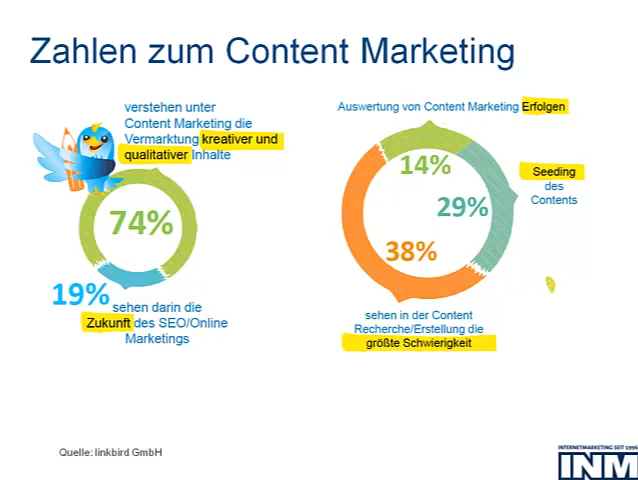 Zahlen zum Content Marketing
verstehen unter
Content Marketing die
Vermarktung kreativer und
qualitativer Inhalte
74%
19%
sehen darin die
Zukunft des SEO/Online
Marketings
Auswertung von Content Marketing Erfolgen
14%
29%
38%
Seeding
des
Contents
sehen in der Content
Recherche/Erstellung die
größte Schwierigkeit
Quelle: linkbird GmbH
INTERNETMARKETING SEIT 1996
INM